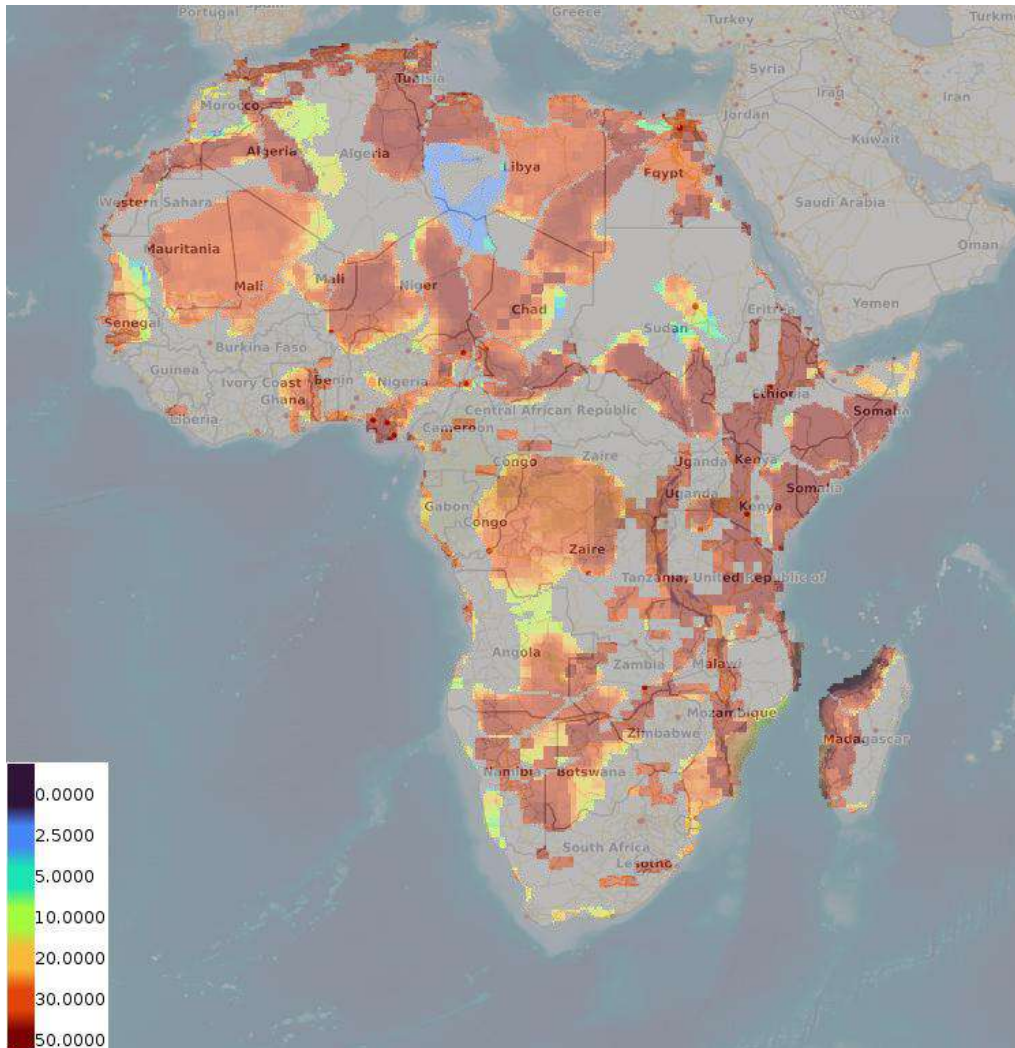 Portugal
Greece
Turkey
Turkm
Syria
Tunisia
Iraq
Iran
Morocco
Jordan
Kuwait
Algeria
Algeria
Libya
Egypt
Western Sahara
Saudi Arabia
Mauritania
Oman
Mali
Mali
Niger
Chad
Yemen
Senegal
Sudan
Eritrea
Burkina Faso
Guinea
Benin
Nigeria
Ivory Coast
Ghana
Ethiopia
Somalia
Liberia
Central African Republic
Cameroon
Congo
Zaire
Uganda
Kenya
Uganda
Somalia
Gabon
Kenya
Congo
Zaire
Tanzania, United Republic of
Angola
Zambia
Malawi
Mozambique
Zimbabwe
Madagascar
Namibia
Botswana
South Africa
Lesotho
0.0000
2.5000
5.0000
10.0000
20.0000
30.0000
50.0000